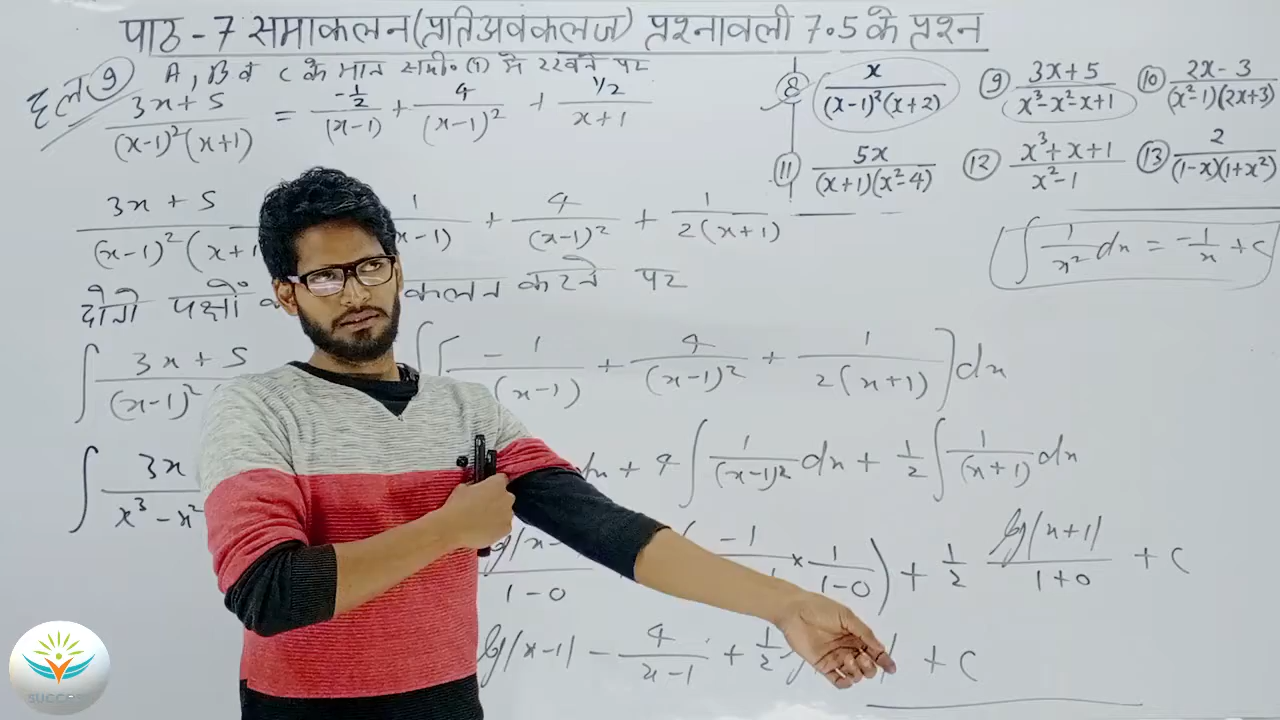 पाठ - 7 समाकलन (प्रतिअवकलज) प्रश्नावली 7.5 के प्रश्न
हल 9 A, B व C के मान समी० (1) में रखने पर
(3x+5)/((x-1)²(x+1)) = (-1/2)/(x-1) + 4/(x-1)² + (1/2)/(x+1)
⑧ x/((x-1)²(x+2)) ⑨ (3x+5)/(x³-x²-x+1) ⑩ (2x-3)/((x²-1)(2x+3))
⑪ 5x/((x+1)(x²-4)) ⑫ (x³+x+1)/(x²-1) ⑬ 2/((1-x)(1+x²))
(3x+5)/((x-1)²(x+1 1/(x-1) + 4/(x-1)² + 1/(2(x+1))
∫ 1/x² dx = -1/x + C
दोनो पक्षों कलन करने पर
∫ (3x+5)/((x-1)² ∫[-1/(x-1) + 4/(x-1)² + 1/(2(x+1))]dx
∫ 3x/(x³-x² dx + 4∫ 1/(x-1)² dx + 1/2 ∫ 1/(x+1) dx
log|x-/(1-0) (-1 × 1/(1-0)) + 1/2 log|x+1|/(1+0) + C
log|x-1| - 4/(x-1) + 1/2 + C